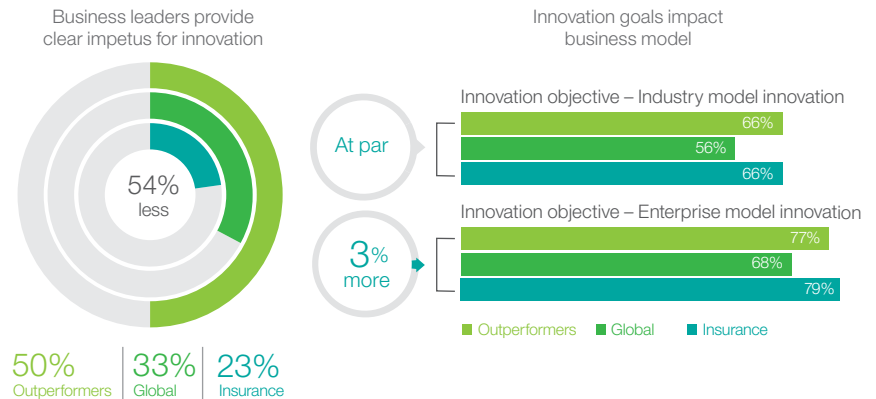 Business leaders provide
clear impetus for innovation
54%
less
50%
Outperformers
33%
Global
23%
Insurance
Innovation goals impact
business model
At par
Innovation objective – Industry model innovation
66%
56%
66%
3%
more
Innovation objective – Enterprise model innovation
77%
68%
79%
Outperformers
Global
Insurance